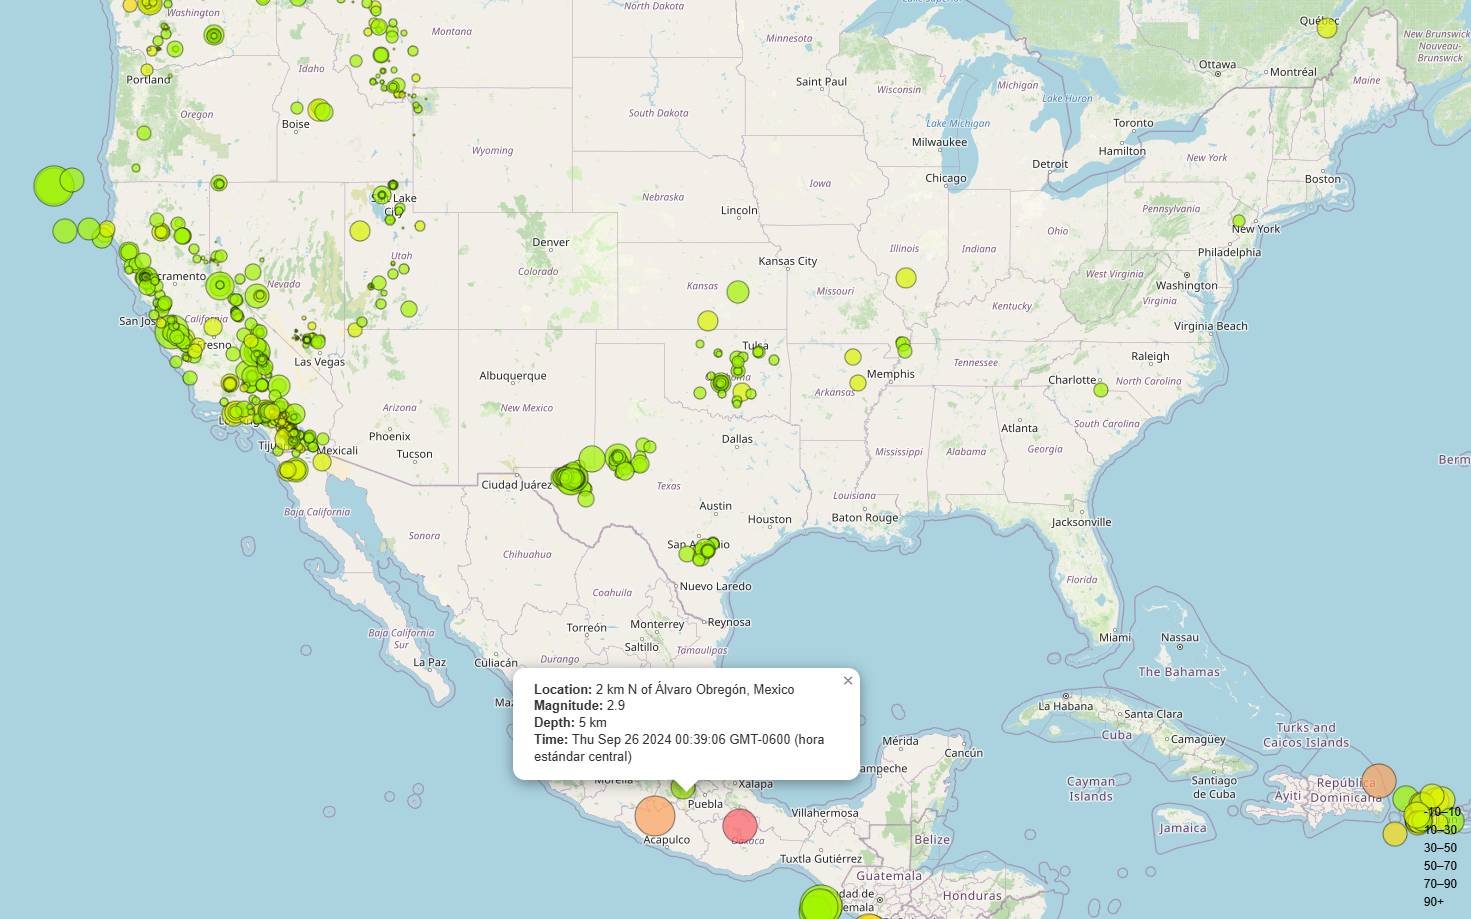 Washington
North Dakota
Lake Superior
Montana
Minnesota
Québec
New Brunswick
Nouveau-
Brunswick
Portland
Idaho
Saint Paul
Wisconsin
Michigan
Ottawa
Montréal
Maine
Oregon
Boise
South Dakota
Lake Huron
Lake Michigan
Toronto
Wyoming
Milwaukee
Hamilton
New York
Detroit
Chicago
Boston
Iowa
Lake
City
Nebraska
Lincoln
Pennsylvania
New York
Denver
Utah
Colorado
Illinois
Indiana
Ohio
Philadelphia
Kansas City
cramento
Nevada
Kansas
Missouri
West Virginia
Washington
Virginia
Kentucky
San Jos
California
Virginia Beach
resno
Las Vegas
Tulsa
Tennessee
Raleigh
Albuquerque
Memphis
Charlotte
North Carolina
Arkansas
Arizona
New Mexico
South Carolina
Phoenix
Dallas
Atlanta
Tiju
Mexicali
Tucson
Mississippi
Alabama
Georgia
Berm
Ciudad Juárez
Texas
Louisiana
Baja California
Austin
Houston
Baton Rouge
Jacksonville
Sonora
San
Chihuahua
Nuevo Laredo
Florida
Coahuila
Torreón
Monterrey
Reynosa
Baja California
Sur
Saltillo
Tamaulipas
Miami
Nassau
La Paz
Culiacán
Durango
The Bahamas
Location: 2 km N of Álvaro Obregón, Mexico
×
Magnitude: 2.9
Depth: 5 km
Time: Thu Sep 26 2024 00:39:06 GMT-0600 (hora
estándar central)
Maz
La Habana
Santa Clara
Cuba
Camagüey
Turks and
Caicos Islands
Mérida
Cancún
ampeche
Morelia
Xalapa
Cayman
Islands
Santiago
de Cuba
República
Dominicana
Ayiti
Puebla
Villahermosa
Acapulco
Oaxaca
Jamaica
Belize
Tuxtla Gutiérrez
Guatemala
dad de
emala
Honduras
-10–10
10–30
30–50
50–70
70–90
90+